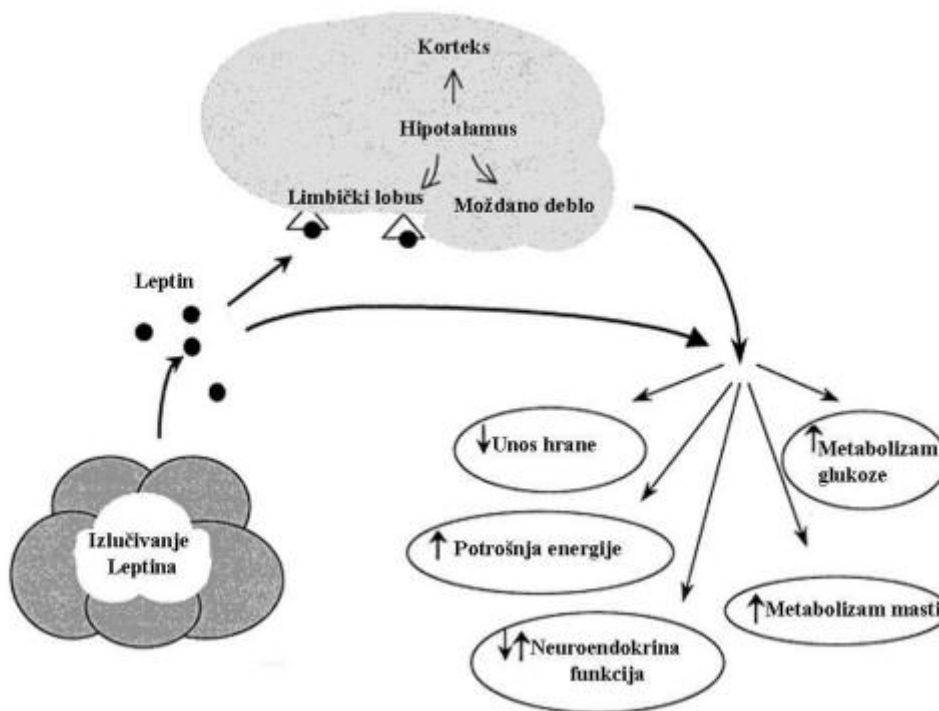 Korteks
Hipotalamus
Limbički lobus
Moždano deblo
Leptin
Izlučivanje
Leptina
↓ Unos hrane
↑ Metabolizam
glukoze
↑ Potrošnja energije
↑ Metabolizam masti
↓↑ Neuroendokrina
funkcija